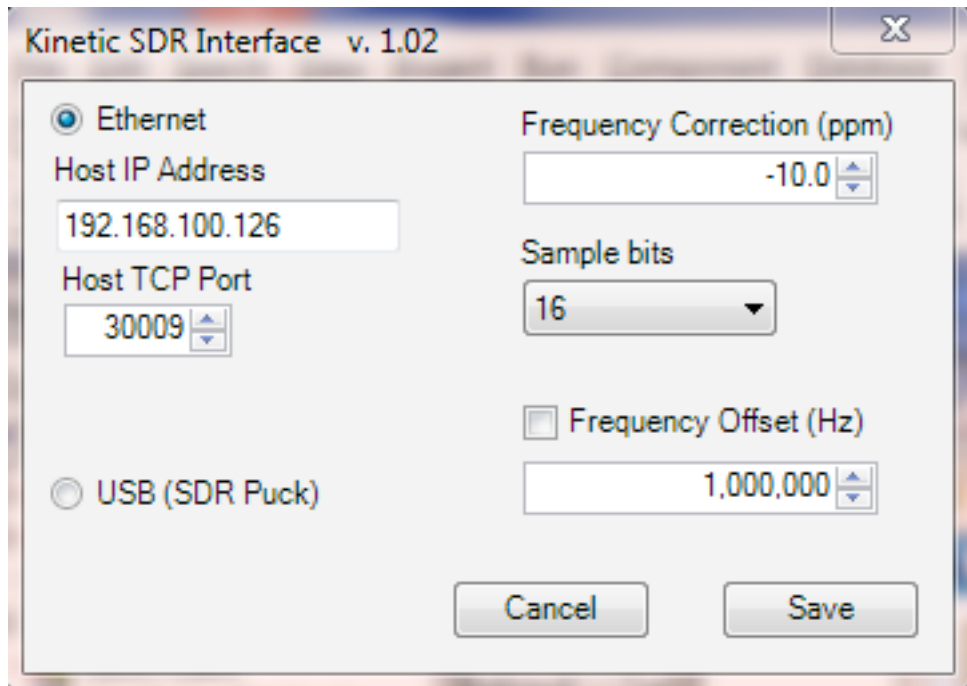 Kinetic SDR Interface v. 1.02
Ethernet
Host IP Address
192.168.100.126
Host TCP Port
30009
USB (SDR Puck)
Frequency Correction (ppm)
-10.0
Sample bits
16
Frequency Offset (Hz)
1,000,000
Cancel
Save